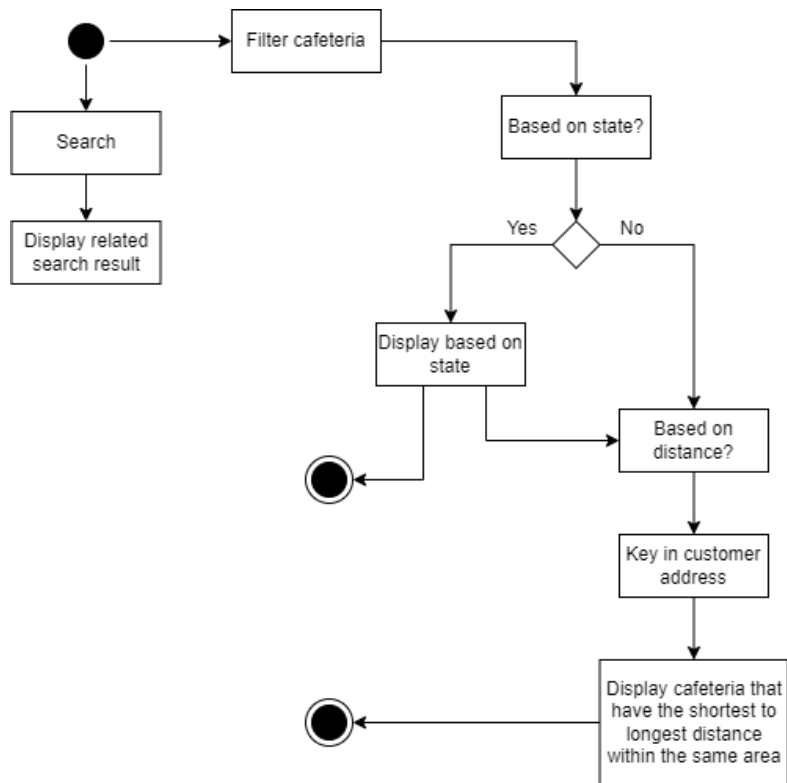 Filter cafeteria
Based on state?
Search
Display related
search result
Yes
No
Display based on
state
Based on
distance?
Key in customer
address
Display cafeteria that
have the shortest to
longest distance
within the same area